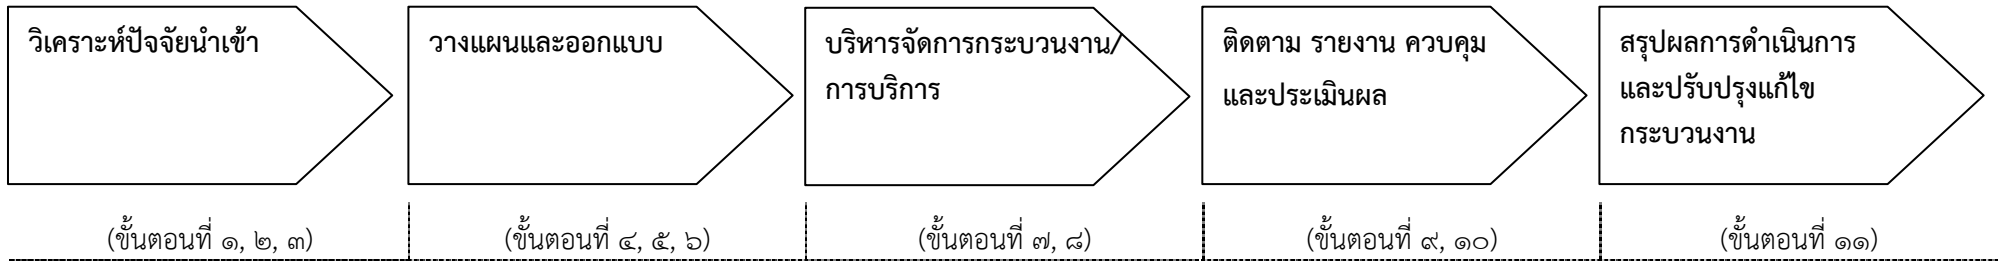 วิเคราะห์ปัจจัยนำเข้า
วางแผนและออกแบบ
บริหารจัดการกระบวนงาน/
การบริการ
ติดตาม รายงาน ควบคุม
และประเมินผล
สรุปผลการดำเนินการ
และปรับปรุงแก้ไข
กระบวนงาน
(ขั้นตอนที่ ๑, ๒, ๓)
(ขั้นตอนที่ ๔, ๕, ๖)
(ขั้นตอนที่ ๗, ๘)
(ขั้นตอนที่ ๙, ๑๐)
(ขั้นตอนที่ ๑๑)